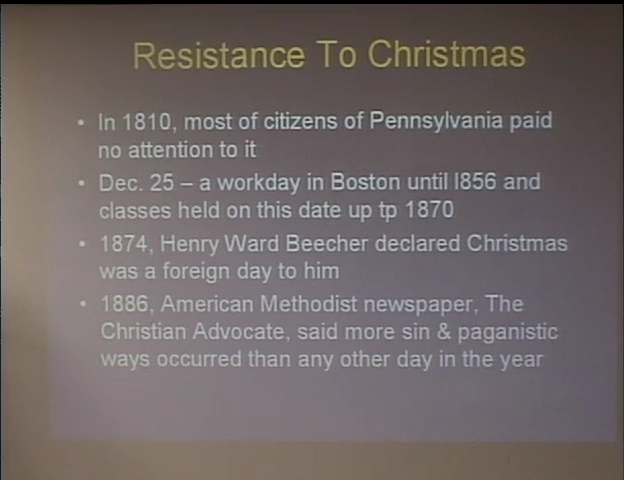 Resistance To Christmas
• In 1810, most of citizens of Pennsylvania paid
no attention to it
• Dec. 25 – a workday in Boston until l856 and
classes held on this date up tp 1870
• 1874, Henry Ward Beecher declared Christmas
was a foreign day to him
• 1886, American Methodist newspaper, The
Christian Advocate, said more sin & paganistic
ways occurred than any other day in the year